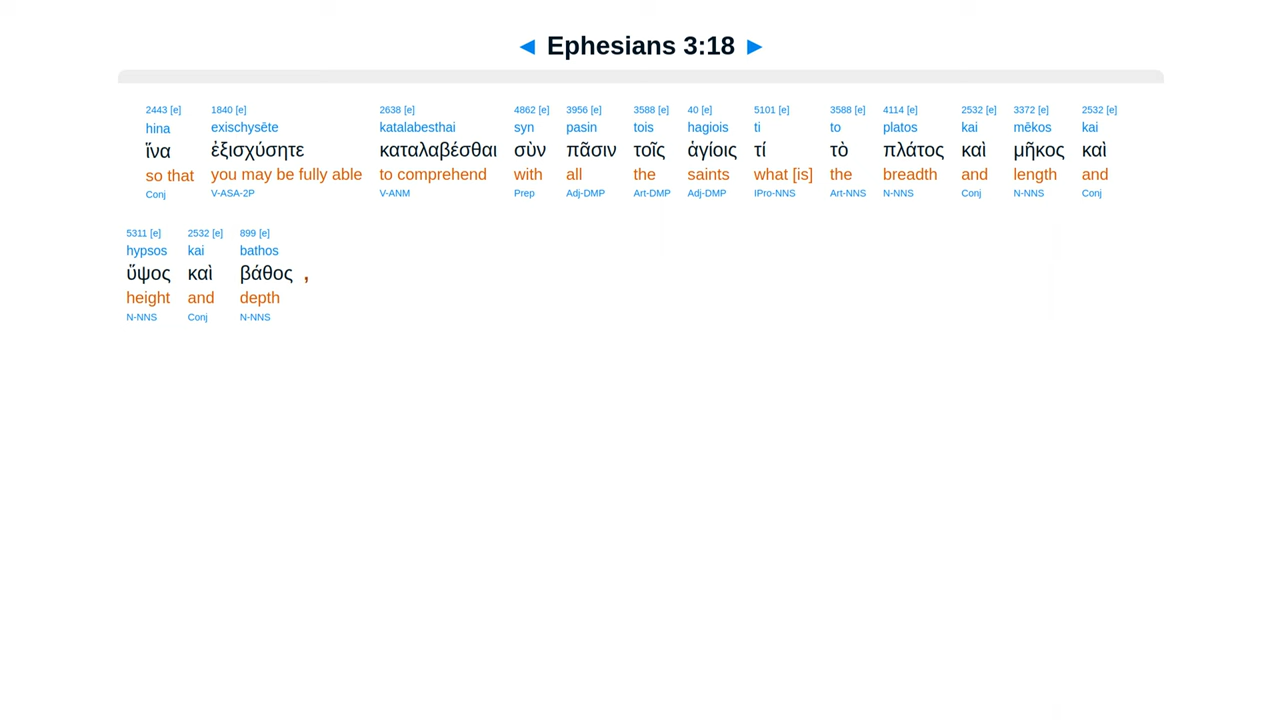 ◄ Ephesians 3:18 ►
2443 [e] 1840 [e] 2638 [e] 4862 [e] 3956 [e] 3588 [e] 40 [e] 5101 [e] 3588 [e] 4114 [e] 2532 [e] 3372 [e] 2532 [e]
hina exischysēte katalabesthai syn pasin tois hagiois ti to platos kai mēkos kai
ἵνα ἐξισχύσητε καταλαβέσθαι σὺν πᾶσιν τοῖς ἁγίοις τί τὸ πλάτος καὶ μῆκος καὶ
so that you may be fully able to comprehend with all the saints what [is] the breadth and length and
Conj V-ASA-2P V-ANM Prep Adj-DMP Art-DMP Adj-DMP IPro-NNS Art-NNS N-NNS Conj N-NNS Conj
5311 [e] 2532 [e] 899 [e]
hypsos kai bathos
ὕψος καὶ βάθος ,
height and depth
N-NNS Conj N-NNS